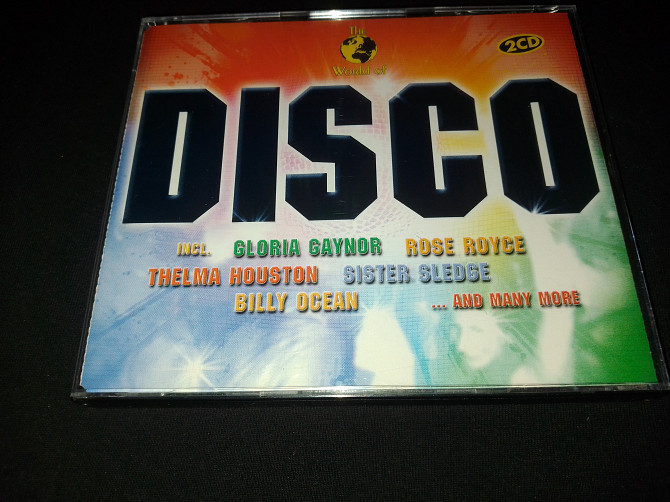 The
World of
2CD
DISCO
INCL. GLORIA GAYNOR ROSE ROYCE
THELMA HOUSTON SISTER SLEDGE
BILLY OCEAN ... AND MANY MORE